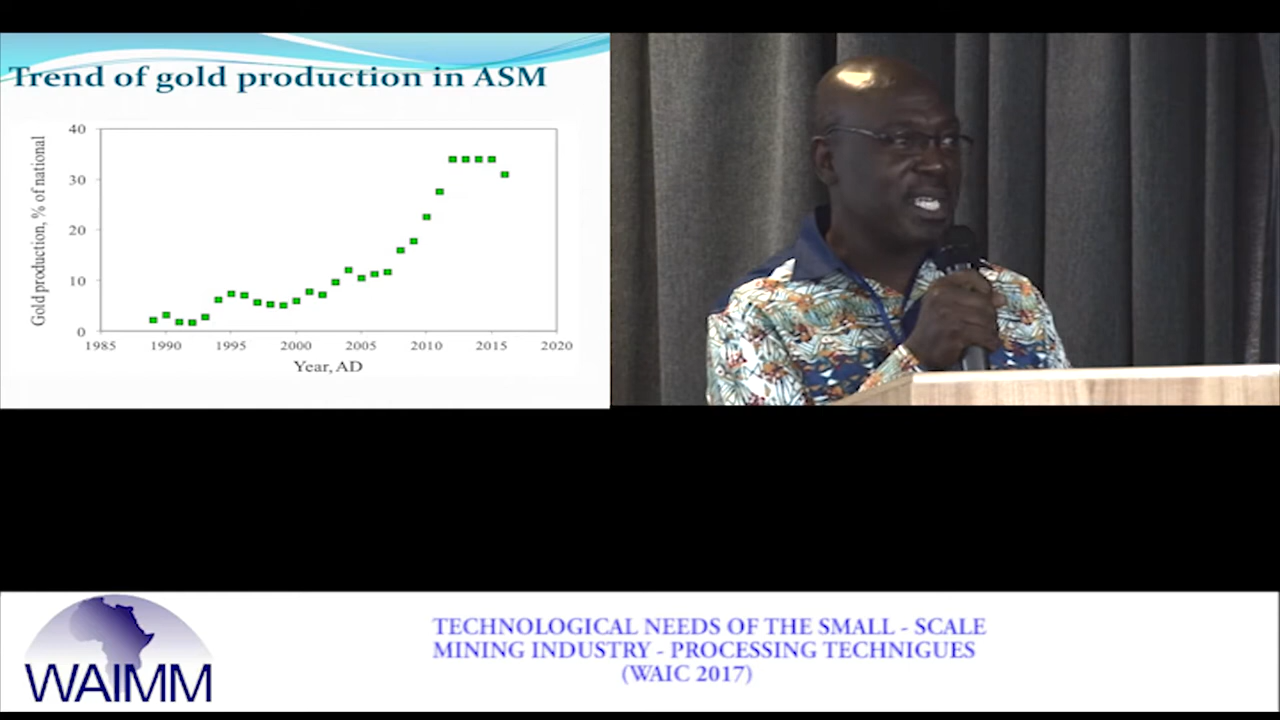 Trend of gold production in ASM
Gold production, % of national
40
30
20
10
0
1985 1990 1995 2000 2005 2010 2015 2020
Year, AD
WAIMM
TECHNOLOGICAL NEEDS OF THE SMALL - SCALE
MINING INDUSTRY - PROCESSING TECHNIGUES
(WAIC 2017)